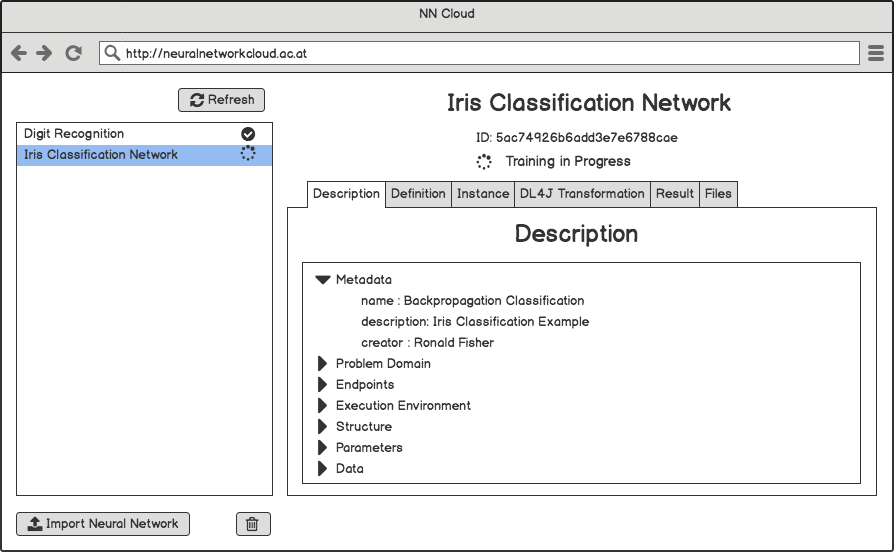 NN Cloud
http://neuralnetworkcloud.ac.at
Refresh
Digit Recognition
Iris Classification Network
Iris Classification Network
ID: 5ac74926b6add3e7e6788cae
Training in Progress
Description Definition Instance DL4J Transformation Result Files
Description
Metadata
name : Backpropagation Classification
description: Iris Classification Example
creator : Ronald Fisher
Problem Domain
Endpoints
Execution Environment
Structure
Parameters
Data
Import Neural Network